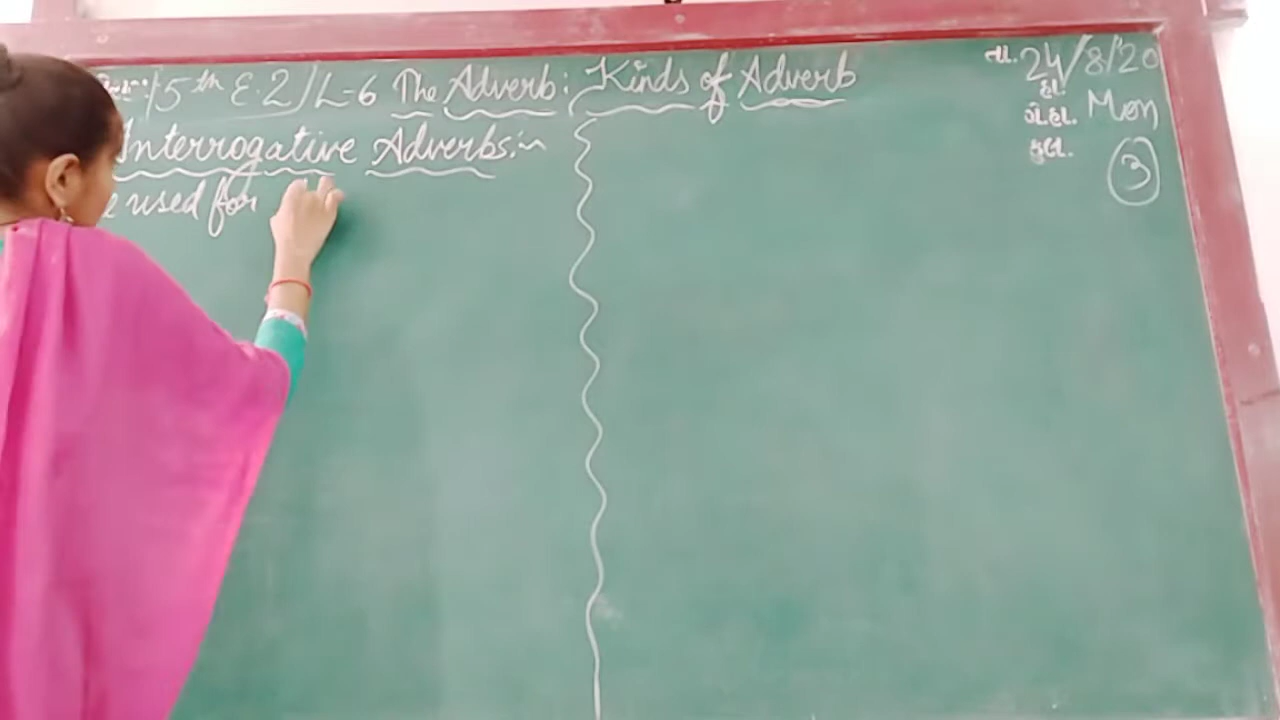 5th E.2 / L-6 The Adverb: Kinds of Adverb
તા. 24/8/20
હા.
Mon
ગે.હા.
કુલ.
3
Interrogative Adverbs:~
used for